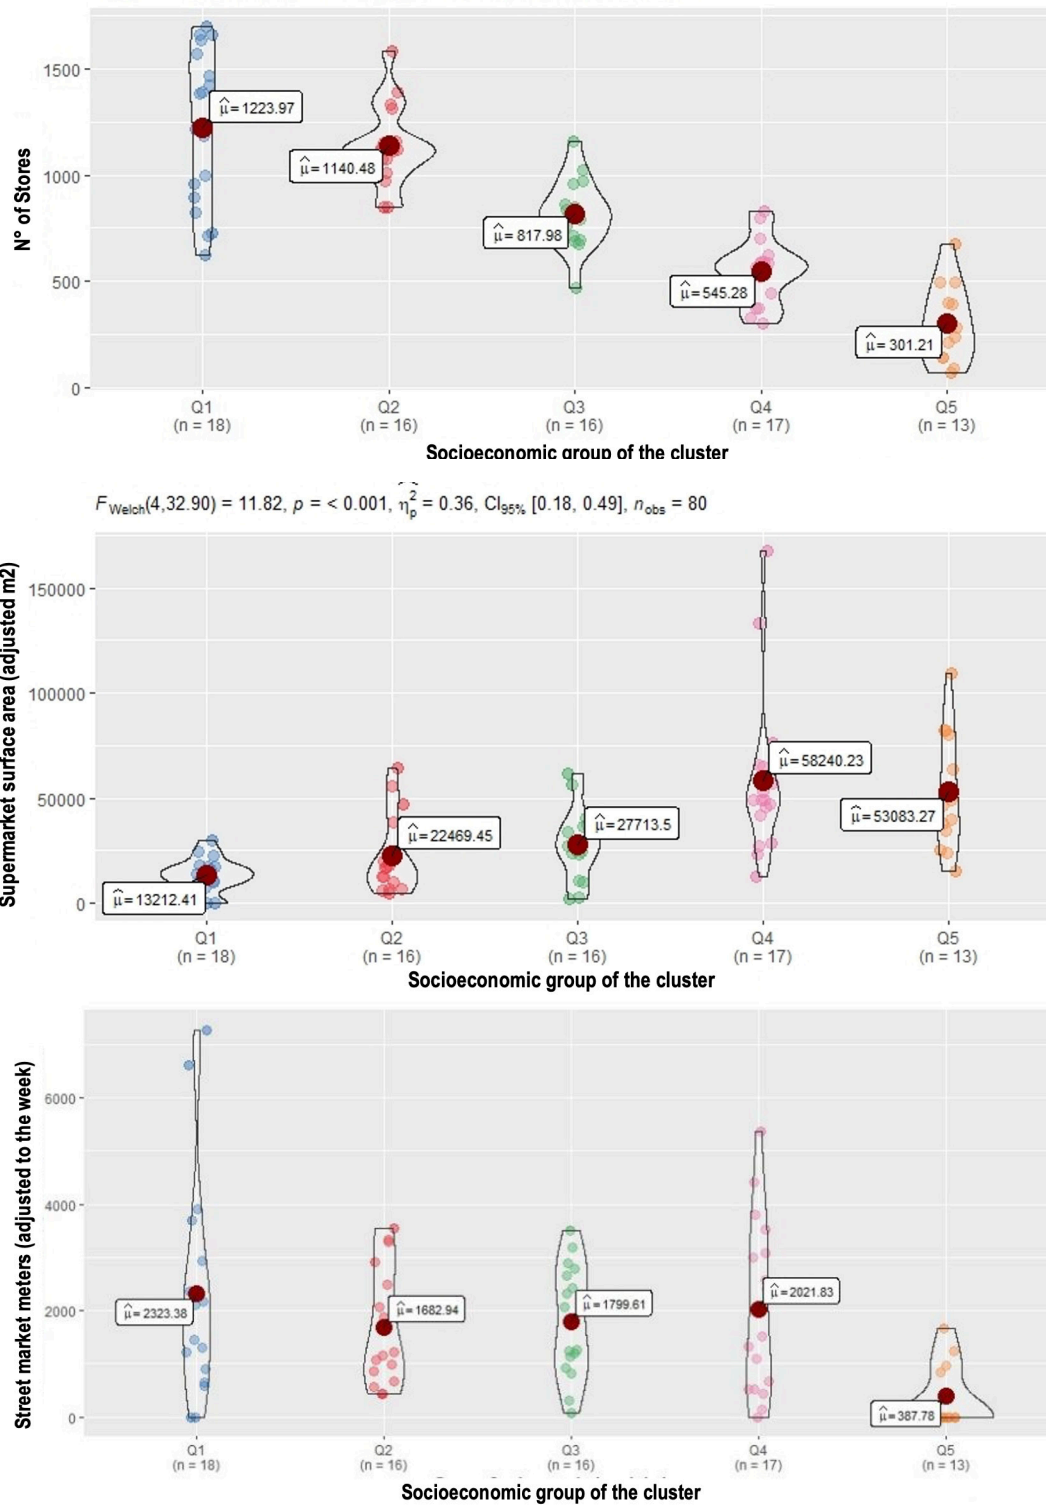 1500
1000
500
0
N° of Stores
μ̂ = 1223.97
μ̂ = 1140.48
μ̂ = 817.98
μ̂ = 545.28
μ̂ = 301.21
Q1 Q2 Q3 Q4 Q5
(n = 18) (n = 16) (n = 16) (n = 17) (n = 13)
Socioeconomic group of the cluster
F Welch(4,32.90) = 11.82, p = < 0.001, η̂²p = 0.36, CI95% [0.18, 0.49], nobs = 80
150000
100000
50000
0
Supermarket surface area (adjusted m2)
μ̂ = 13212.41
μ̂ = 22469.45
μ̂ = 27713.5
μ̂ = 58240.23
μ̂ = 53083.27
Q1 Q2 Q3 Q4 Q5
(n = 18) (n = 16) (n = 16) (n = 17) (n = 13)
Socioeconomic group of the cluster
6000
4000
2000
0
Street market meters (adjusted to the week)
μ̂ = 2323.38
μ̂ = 1682.94
μ̂ = 1799.61
μ̂ = 2021.83
μ̂ = 387.78
Q1 Q2 Q3 Q4 Q5
(n = 18) (n = 16) (n = 16) (n = 17) (n = 13)
Socioeconomic group of the cluster